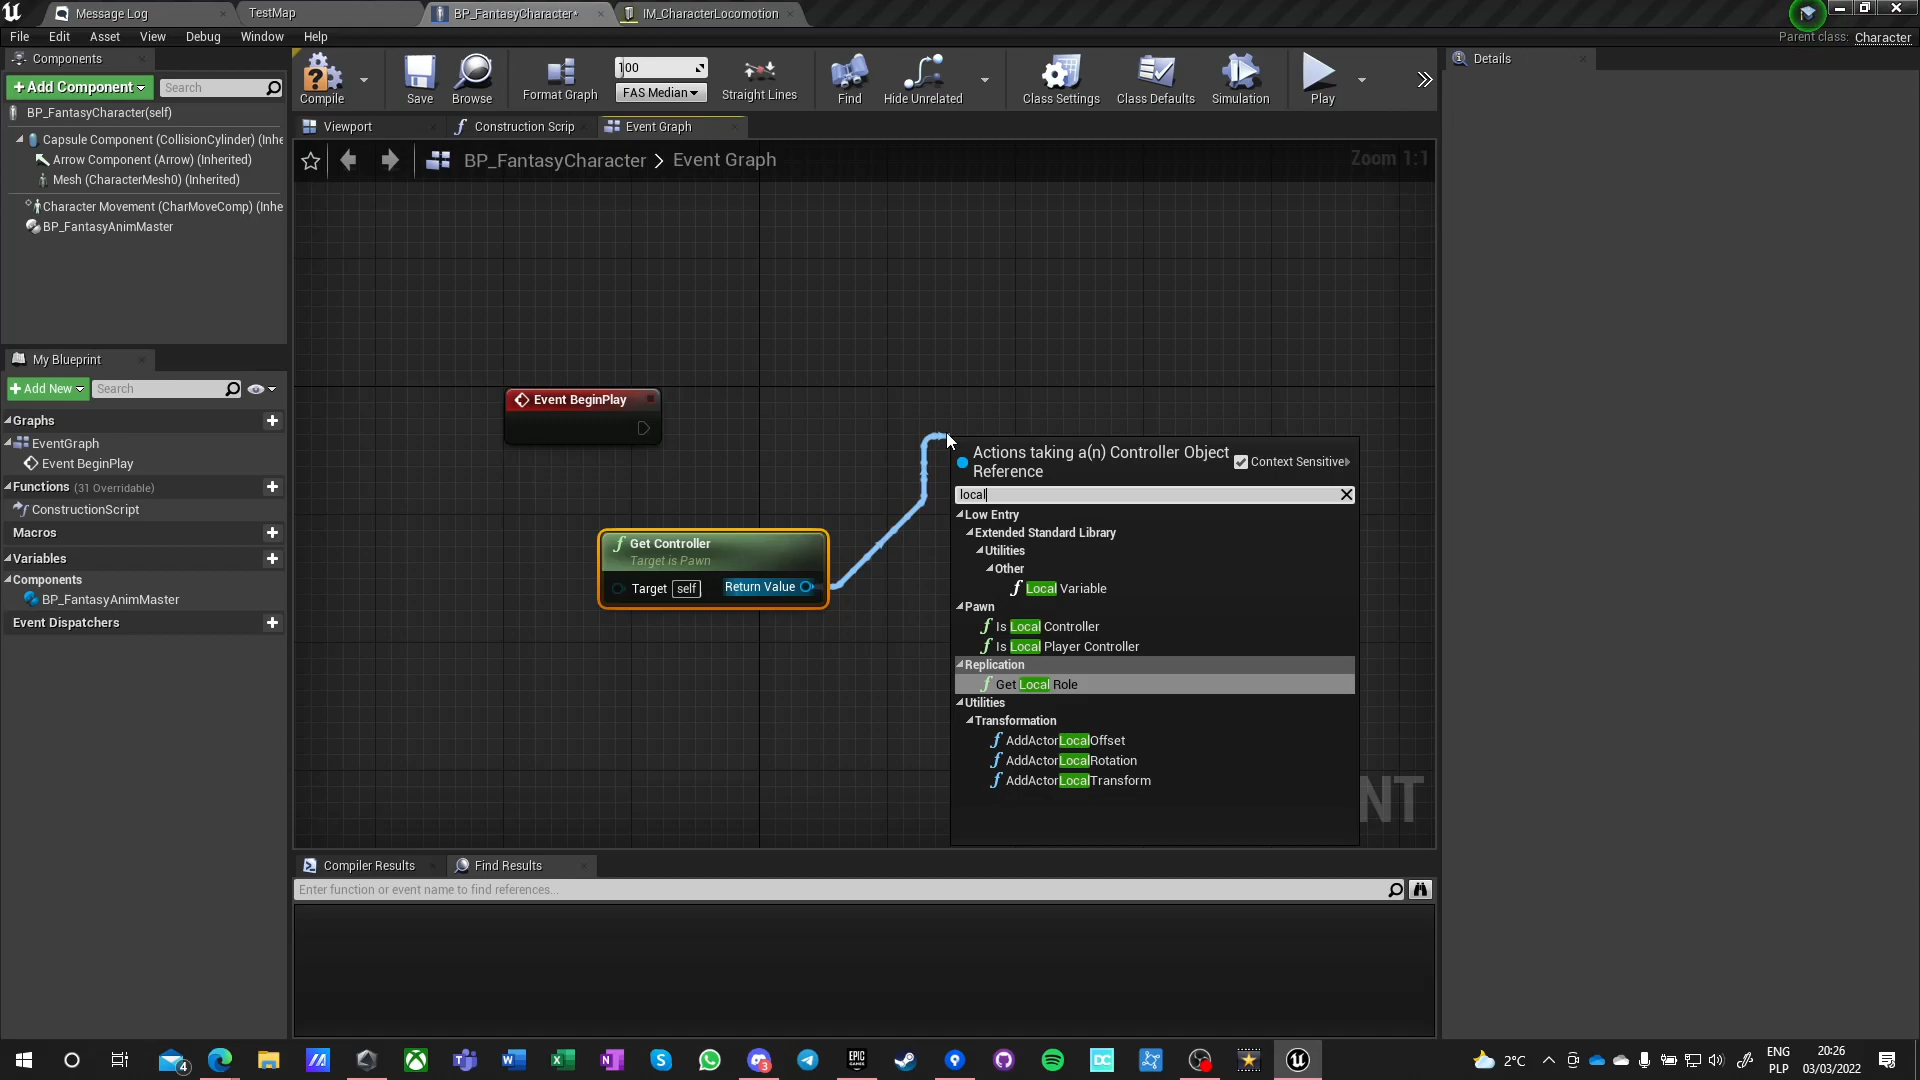 Message Log
TestMap
BP_FantasyCharacter*
IM_CharacterLocomotion
File Edit Asset View Debug Window Help
Parent class: Character
Components
+Add Component
Search
BP_FantasyCharacter(self)
Capsule Component (CollisionCylinder) (Inhe
Arrow Component (Arrow) (Inherited)
Mesh (CharacterMesh0) (Inherited)
Character Movement (CharMoveComp) (Inhe
BP_FantasyAnimMaster
My Blueprint
+Add New
Search
Graphs
EventGraph
Event BeginPlay
Functions (31 Overridable)
ConstructionScript
Macros
Variables
Components
BP_FantasyAnimMaster
Event Dispatchers
Compile
Save
Browse
Format Graph
100
FAS Median
Straight Lines
Find
Hide Unrelated
Class Settings
Class Defaults
Simulation
Play
Viewport
Construction Scrip
Event Graph
BP_FantasyCharacter > Event Graph
Zoom 1:1
Event BeginPlay
Get Controller
Target is Pawn
Target self Return Value
Actions taking a(n) Controller Object
Reference
Context Sensitive
local
Low Entry
Extended Standard Library
Utilities
Other
Local Variable
Pawn
Is Local Controller
Is Local Player Controller
Replication
Get Local Role
Utilities
Transformation
AddActorLocalOffset
AddActorLocalRotation
AddActorLocalTransform
NT
Compiler Results
Find Results
Enter function or event name to find references...
Details
4
3
2°C
ENG
PLP
20:26
03/03/2022